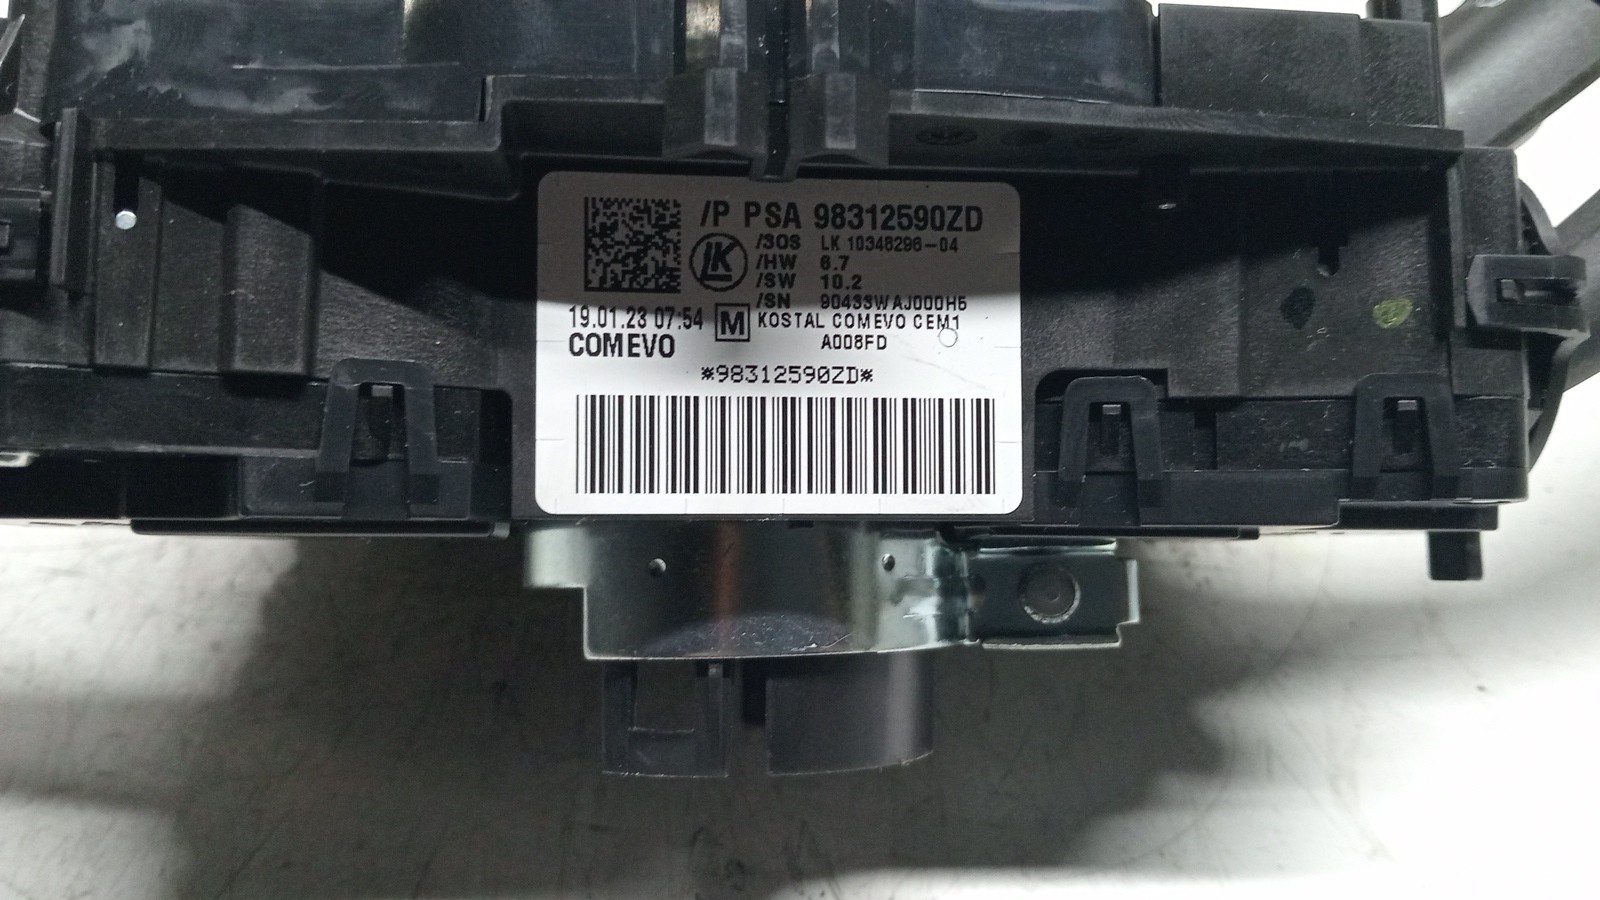 /P PSA 98312590ZD
LK
/SOS LK 10348296-04
/HW 6.7
/SW 10.2
/SN 90433WAJ000H5
19.01.23 07:54 M KOSTAL COMEVO CEM1
COMEVO A008FD
*98312590ZD*